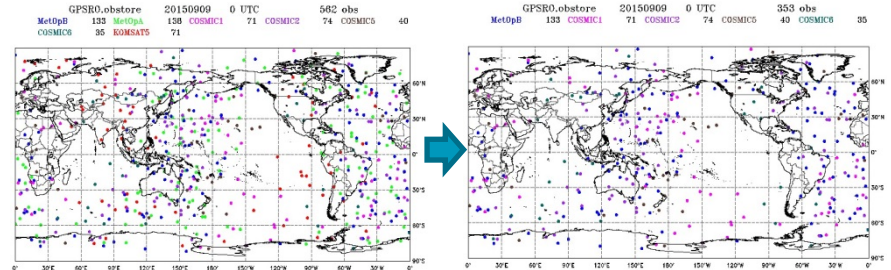 GPSRO.obstore 20150909 0 UTC 562 obs
MetOpB 133 MetOpA 138 COSMIC1 71 COSMIC2 74 COSMIC5 40
COSMIC6 35 KOMSAT5 71
60°N
30°N
0°
30°S
60°S
90°S
0° 30°E 60°E 90°E 120°E 150°E 180° 150°W 120°W 90°W 60°W 30°W 0°
GPSRO.obstore 20150909 0 UTC 353 obs
MetOpB 133 COSMIC1 71 COSMIC2 74 COSMIC5 40 COSMIC6 35
60°N
30°N
0°
30°S
60°S
90°S
0° 30°E 60°E 90°E 120°E 150°E 180° 150°W 120°W 90°W 60°W 30°W 0°